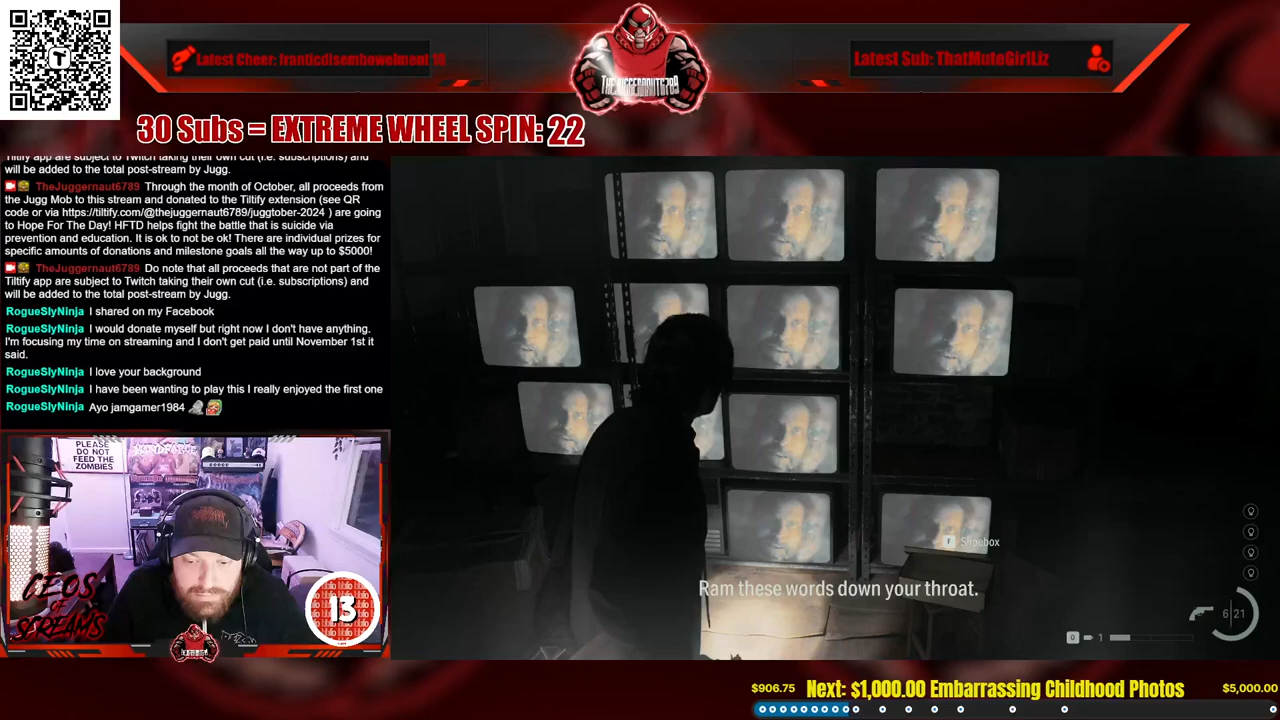 Latest Cheer: franticdisembowelment 10
THEJUGGERNAUT6789
Latest Sub: ThatMuteGirlLiz
30 Subs = EXTREME WHEEL SPIN: 22
Tiltify app are subject to Twitch taking their own cut (i.e. subscriptions) and
will be added to the total post-stream by Jugg.
TheJuggernaut6789 Through the month of October, all proceeds from
the Jugg Mob to this stream and donated to the Tiltify extension (see QR
code or via https://tiltify.com/@thejuggernaut6789/juggtober-2024 ) are going
to Hope For The Day! HFTD helps fight the battle that is suicide via
prevention and education. It is ok to not be ok! There are individual prizes for
specific amounts of donations and milestone goals all the way up to $5000!
TheJuggernaut6789 Do note that all proceeds that are not part of the
Tiltify app are subject to Twitch taking their own cut (i.e. subscriptions) and
will be added to the total post-stream by Jugg.
RogueSlyNinja I shared on my Facebook
RogueSlyNinja I would donate myself but right now I don't have anything.
I'm focusing my time on streaming and I don't get paid until November 1st it
said.
RogueSlyNinja I love your background
RogueSlyNinja I have been wanting to play this I really enjoyed the first one
RogueSlyNinja Ayo jamgamer1984
PLEASE
DO NOT
FEED THE
ZOMBIES
CEOS
OF
SCREAMS
13
F Shoebox
Ram these words down your throat.
6|21
Q 1
$906.75 Next: $1,000.00 Embarrassing Childhood Photos $5,000.00